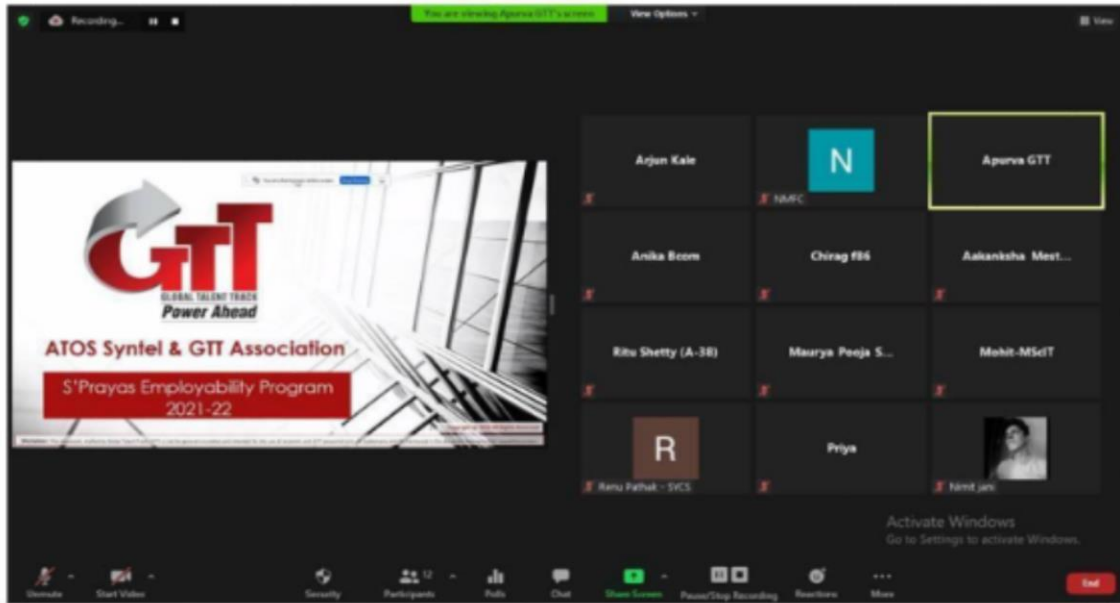 Recording...
You are viewing Apurva GTT's screen
View Options
View
GTT
GLOBAL TALENT TRACK
Power Ahead
ATOS Syntel & GTT Association
S'Prayas Employability Program
2021-22
Arjun Kale
N
NMFC
Apurva GTT
Anika Bcom
Chirag f86
Aakanksha Mest...
Ritu Shetty (A-38)
Maurya Pooja S...
Mohit-MScIT
R
Renu Pathak - SYCS
Priya
Nimit jani
Activate Windows
Go to Settings to activate Windows.
Unmute
Start Video
Security
Participants
12
Polls
Chat
Share Screen
Pause/Stop Recording
Reactions
More
End